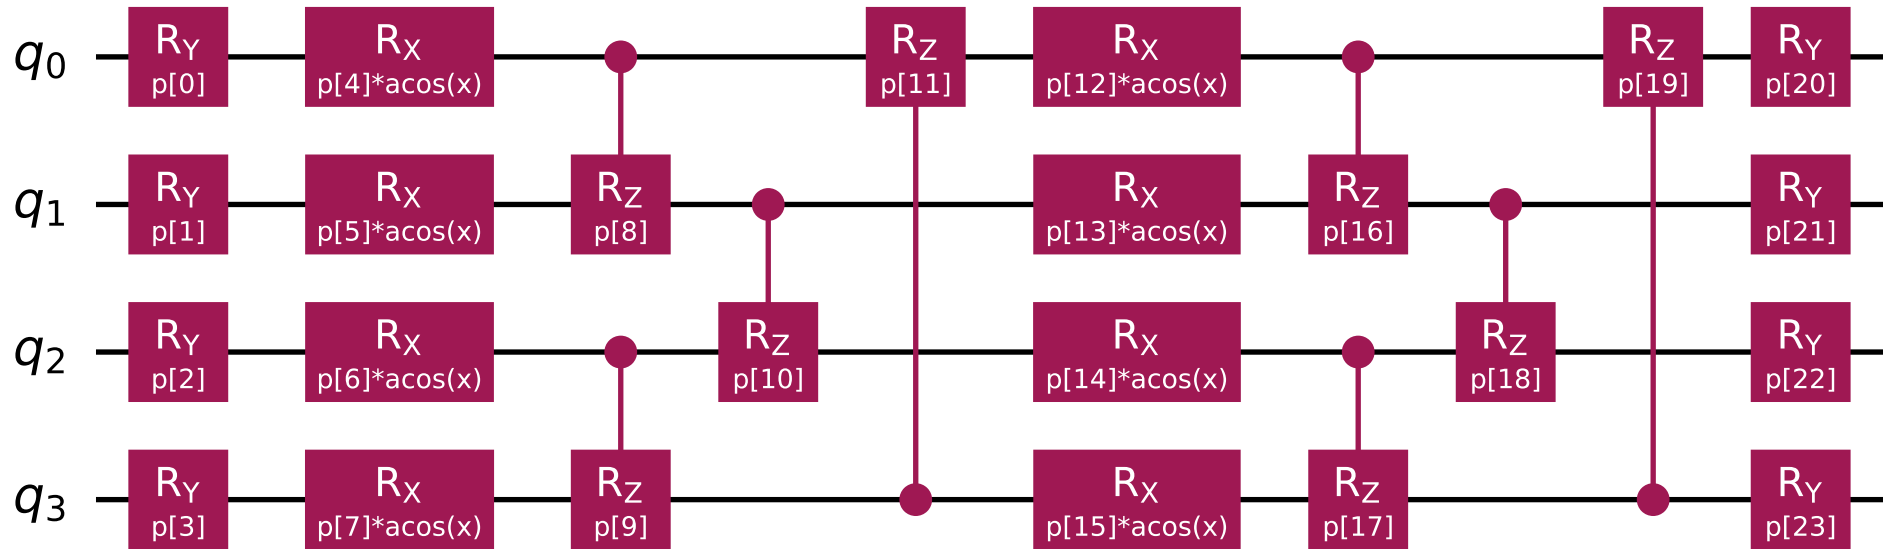 q0 RY RX RZ RX RZ RY
p[0] p[4]*acos(x) p[11] p[12]*acos(x) p[19] p[20]
q1 RY RX RZ RX RZ RY
p[1] p[5]*acos(x) p[8] p[13]*acos(x) p[16] p[21]
q2 RY RX RZ RX RZ RY
p[2] p[6]*acos(x) p[10] p[14]*acos(x) p[18] p[22]
q3 RY RX RZ RX RZ RY
p[3] p[7]*acos(x) p[9] p[15]*acos(x) p[17] p[23]